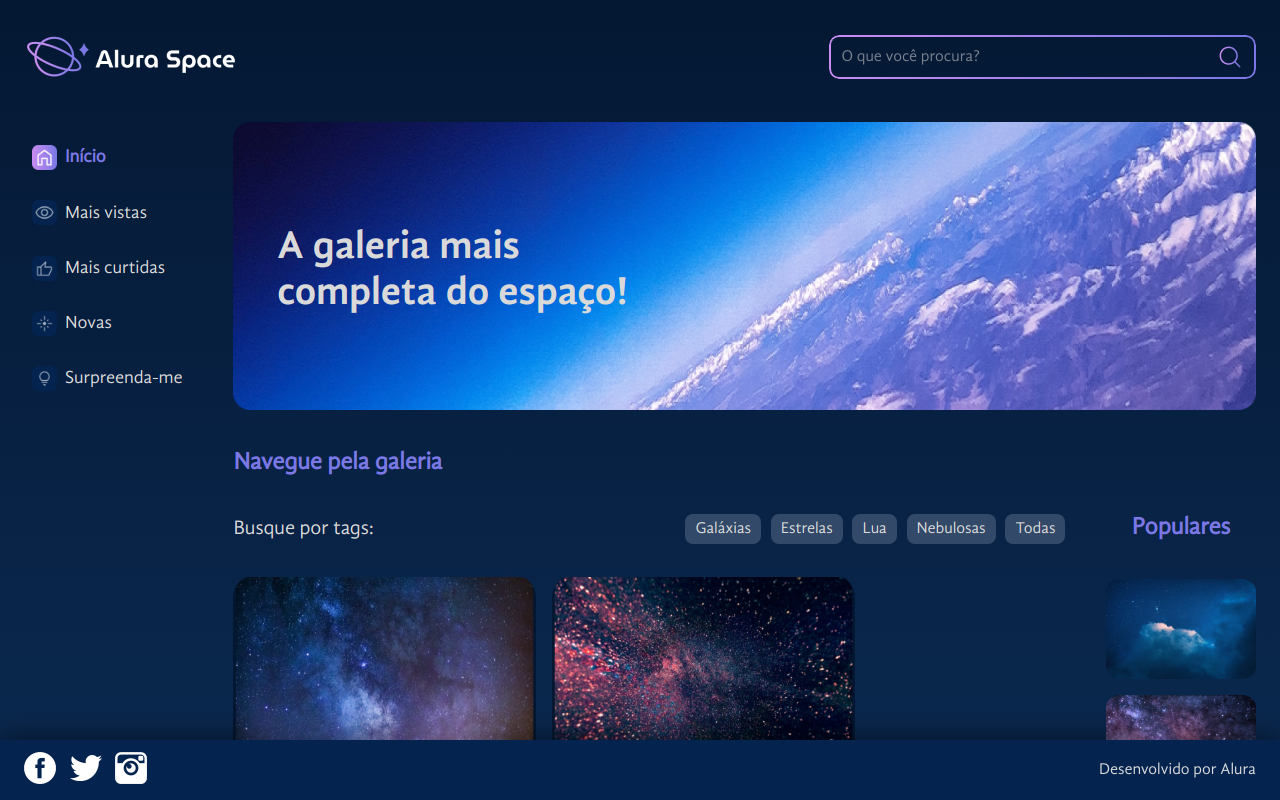 Alura Space
O que você procura?
Início
Mais vistas
Mais curtidas
Novas
Surpreenda-me
A galeria mais
completa do espaço!
Navegue pela galeria
Busque por tags:
Galáxias
Estrelas
Lua
Nebulosas
Todas
Populares
Desenvolvido por Alura